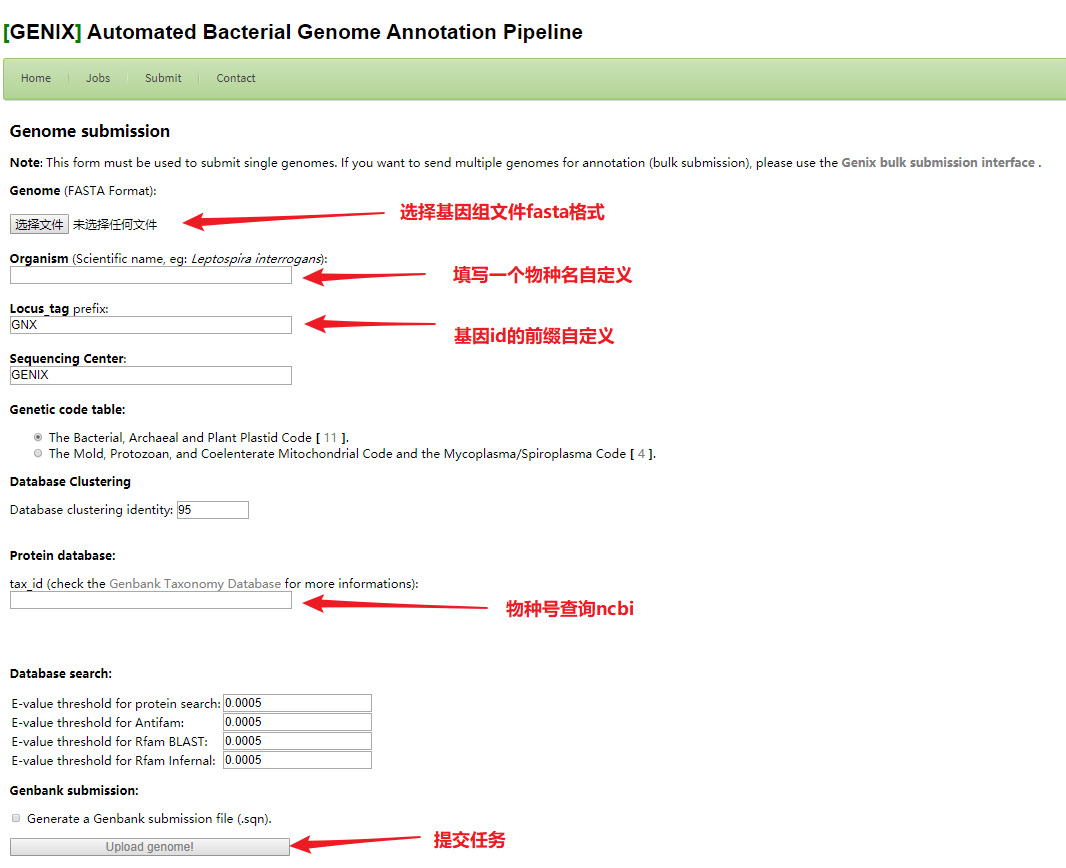 [GENIX] Automated Bacterial Genome Annotation Pipeline
Home Jobs Submit Contact
Genome submission
Note: This form must be used to submit single genomes. If you want to send multiple genomes for annotation (bulk submission), please use the Genix bulk submission interface .
Genome (FASTA Format):
选择文件 未选择任何文件
选择基因组文件fasta格式
Organism (Scientific name, eg: Leptospira interrogans):
填写一个物种名自定义
Locus_tag prefix:
GNX
基因id的前缀自定义
Sequencing Center:
GENIX
Genetic code table:
The Bacterial, Archaeal and Plant Plastid Code [ 11 ].
The Mold, Protozoan, and Coelenterate Mitochondrial Code and the Mycoplasma/Spiroplasma Code [ 4 ].
Database Clustering
Database clustering identity: 95
Protein database:
tax_id (check the Genbank Taxonomy Database for more informations):
物种号查询ncbi
Database search:
E-value threshold for protein search: 0.0005
E-value threshold for Antifam: 0.0005
E-value threshold for Rfam BLAST: 0.0005
E-value threshold for Rfam Infernal: 0.0005
Genbank submission:
Generate a Genbank submission file (.sqn).
Upload genome!
提交任务